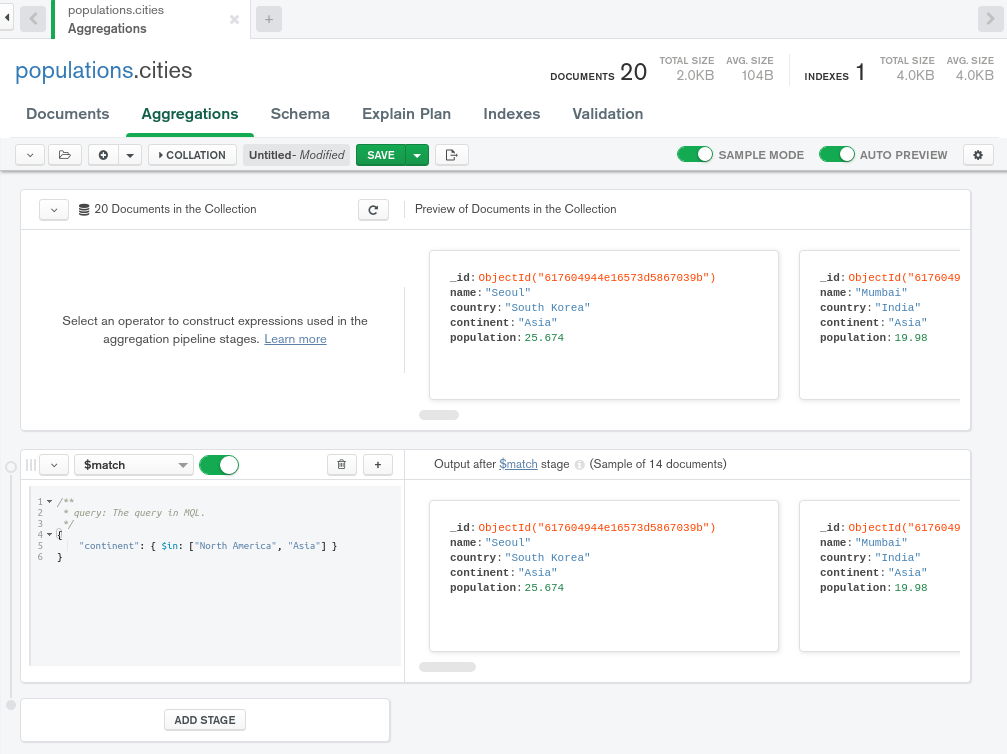 populations.cities
Aggregations
populations.cities
DOCUMENTS 20
TOTAL SIZE
2.0KB
AVG. SIZE
104B
INDEXES 1
TOTAL SIZE
4.0KB
AVG. SIZE
4.0KB
Documents
Aggregations
Schema
Explain Plan
Indexes
Validation
COLLATION
Untitled- Modified
SAVE
SAMPLE MODE
AUTO PREVIEW
20 Documents in the Collection
Preview of Documents in the Collection
Select an operator to construct expressions used in the
aggregation pipeline stages. Learn more
_id: ObjectId("617604944e16573d5867039b")
name: "Seoul"
country: "South Korea"
continent: "Asia"
population: 25.674
_id: ObjectId("6176049
name: "Mumbai"
country: "India"
continent: "Asia"
population: 19.98
$match
Output after $match stage (Sample of 14 documents)
1 /**
2 * query: The query in MQL.
3 */
4 {
5 "continent": { $in: ["North America", "Asia"] }
6 }
_id: ObjectId("617604944e16573d5867039b")
name: "Seoul"
country: "South Korea"
continent: "Asia"
population: 25.674
_id: ObjectId("6176049
name: "Mumbai"
country: "India"
continent: "Asia"
population: 19.98
ADD STAGE